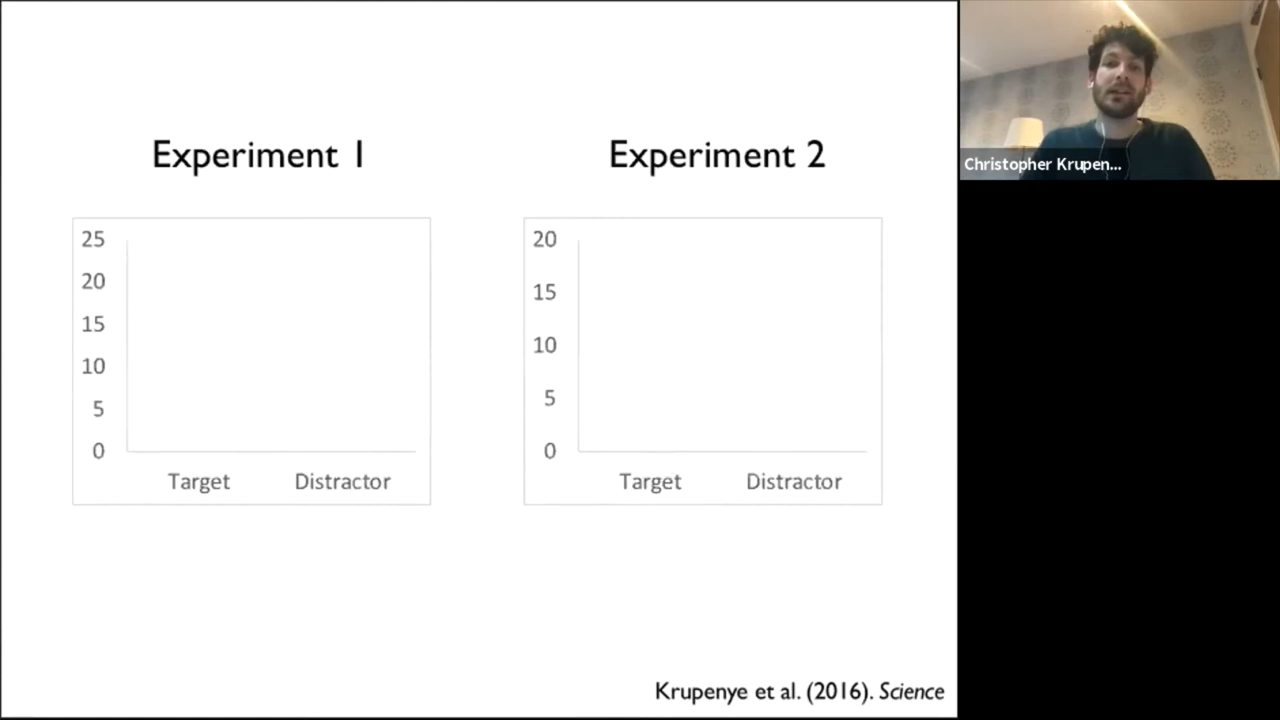 Experiment 1
Experiment 2
25
20
15
10
5
0
Target Distractor
20
15
10
5
0
Target Distractor
Krupenye et al. (2016). Science
Christopher Krupen...